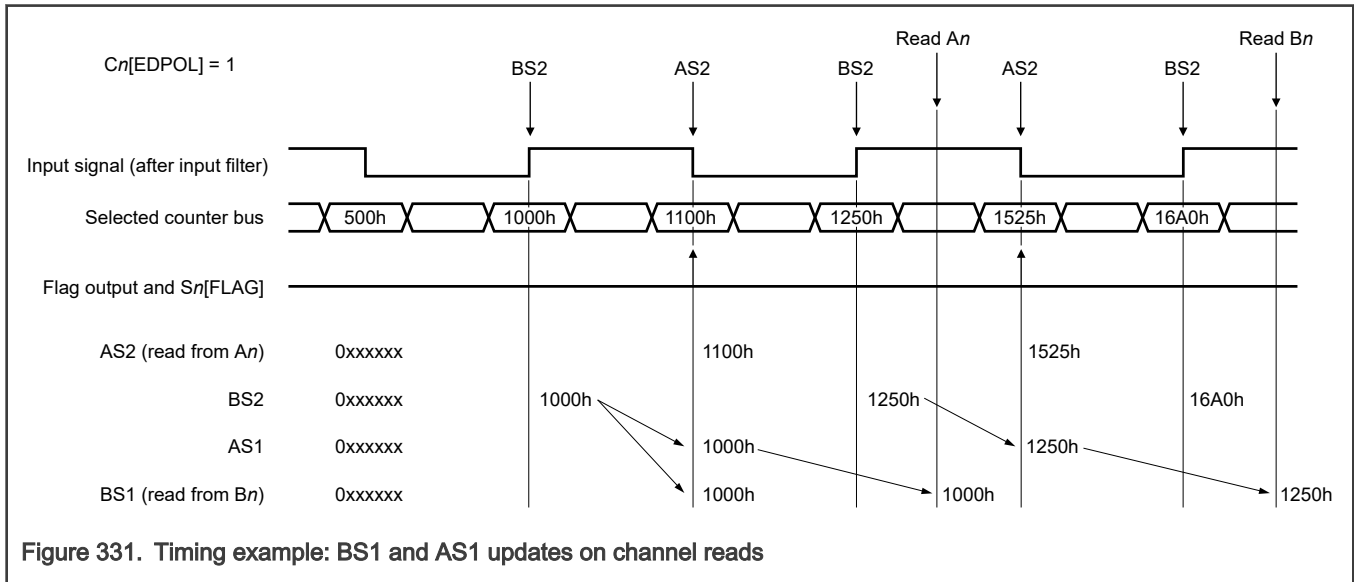 Read An
Read Bn
Cn[EDPOL] = 1
BS2 AS2 BS2 AS2 BS2
Input signal (after input filter)
Selected counter bus 500h 1000h 1100h 1250h 1525h 16A0h
Flag output and Sn[FLAG]
AS2 (read from An) 0xxxxxx 1100h 1525h
BS2 0xxxxxx 1000h 1250h 16A0h
AS1 0xxxxxx 1000h 1250h
BS1 (read from Bn) 0xxxxxx 1000h 1000h 1250h
Figure 331. Timing example: BS1 and AS1 updates on channel reads